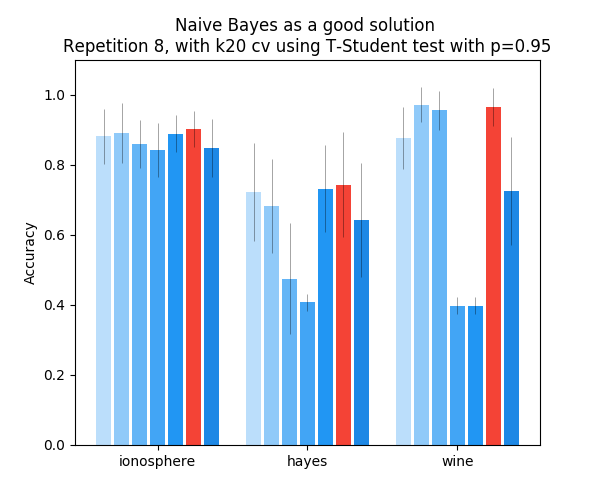 Naive Bayes as a good solution
Repetition 8, with k20 cv using T-Student test with p=0.95
1.0
0.8
0.6
0.4
0.2
0.0
Accuracy
ionosphere
hayes
wine